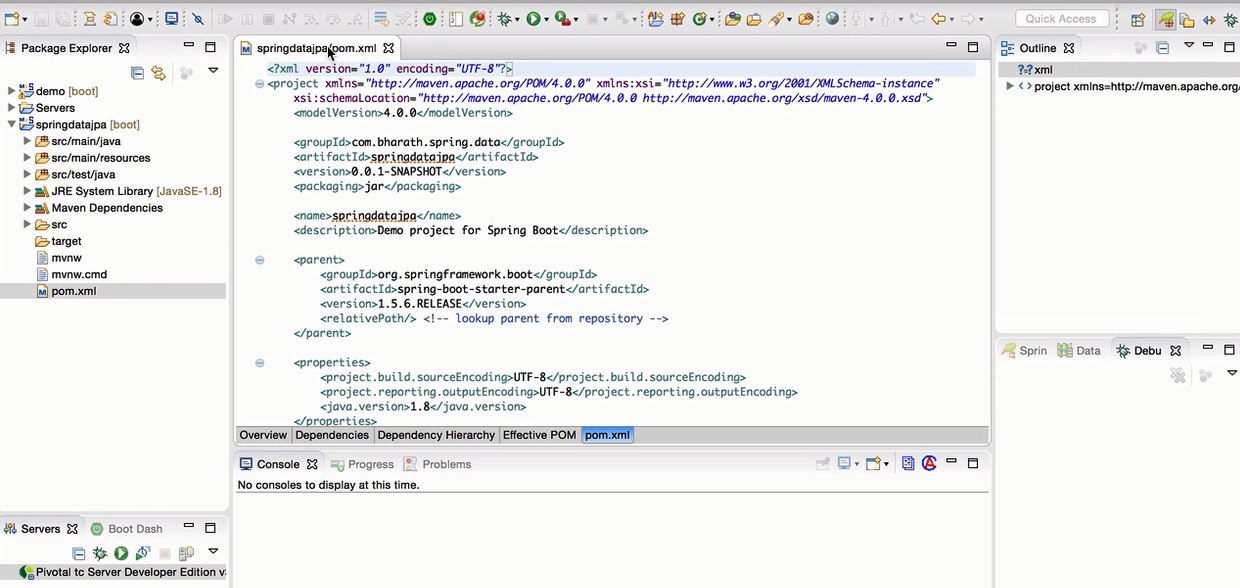 Quick Access
Package Explorer
demo [boot]
Servers
springdatajpa [boot]
src/main/java
src/main/resources
src/test/java
JRE System Library [JavaSE-1.8]
Maven Dependencies
src
target
mvnw
mvnw.cmd
pom.xml
springdatajpa/pom.xml
<?xml version="1.0" encoding="UTF-8"?>
<project xmlns="http://maven.apache.org/POM/4.0.0" xmlns:xsi="http://www.w3.org/2001/XMLSchema-instance"
xsi:schemaLocation="http://maven.apache.org/POM/4.0.0 http://maven.apache.org/xsd/maven-4.0.0.xsd">
<modelVersion>4.0.0</modelVersion>
<groupId>com.bharath.spring.data</groupId>
<artifactId>springdatajpa</artifactId>
<version>0.0.1-SNAPSHOT</version>
<packaging>jar</packaging>
<name>springdatajpa</name>
<description>Demo project for Spring Boot</description>
<parent>
<groupId>org.springframework.boot</groupId>
<artifactId>spring-boot-starter-parent</artifactId>
<version>1.5.6.RELEASE</version>
<relativePath/> <!-- lookup parent from repository -->
</parent>
<properties>
<project.build.sourceEncoding>UTF-8</project.build.sourceEncoding>
<project.reporting.outputEncoding>UTF-8</project.reporting.outputEncoding>
<java.version>1.8</java.version>
</properties>
Overview Dependencies Dependency Hierarchy Effective POM pom.xml
Console Progress Problems
No consoles to display at this time.
Outline
?=? xml
project xmlns=http://maven.apache.org/
Sprin Data Debu
Servers Boot Dash
Pivotal tc Server Developer Edition v